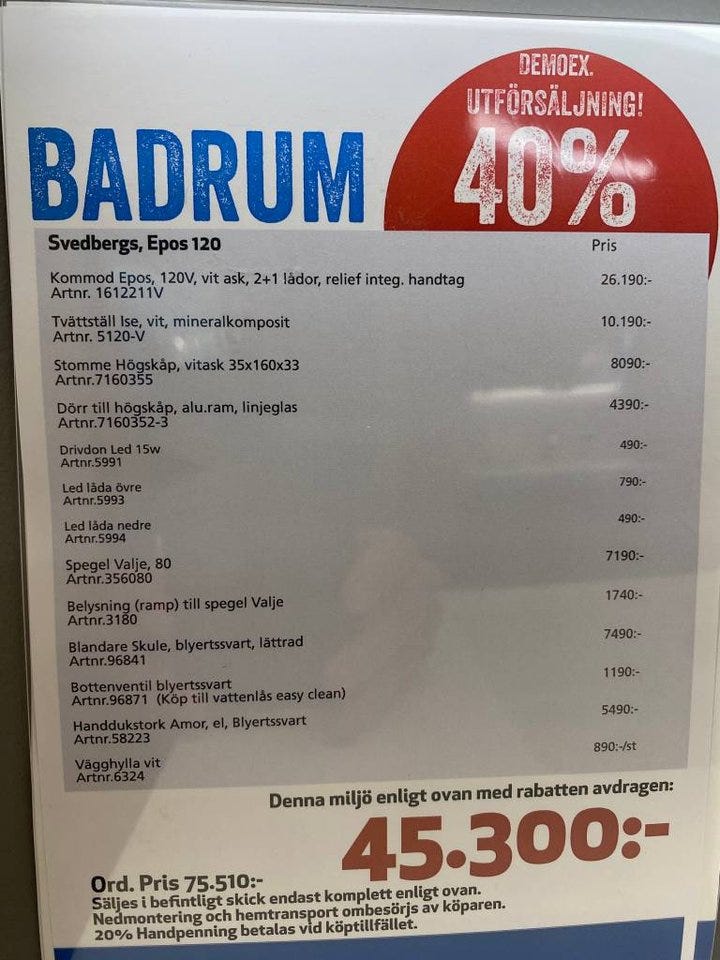 DEMOEX.
UTFÖRSÄLJNING!
40%
BADRUM
Svedbergs, Epos 120 Pris
Kommod Epos, 120V, vit ask, 2+1 lådor, relief integ. handtag 26.190:-
Artnr. 1612211V
Tvättställ Ise, vit, mineralkomposit 10.190:-
Artnr. 5120-V
Stomme Högskåp, vitask 35x160x33 8090:-
Artnr.7160355
Dörr till högskåp, alu.ram, linjeglas 4390:-
Artnr.7160352-3
Drivdon Led 15w 490:-
Artnr.5991
Led låda övre 790:-
Artnr.5993
Led låda nedre 490:-
Artnr.5994
Spegel Valje, 80 7190:-
Artnr.356080
Belysning (ramp) till spegel Valje 1740:-
Artnr.3180
Blandare Skule, blyertssvart, lättrad 7490:-
Artnr.96841
Bottenventil blyertssvart 1190:-
Artnr.96871 (Köp till vattenlås easy clean)
Handdukstork Amor, el, Blyertssvart 5490:-
Artnr.58223
Vägghylla vit 890:-/st
Artnr.6324
Denna miljö enligt ovan med rabatten avdragen:
45.300:-
Ord. Pris 75.510:-
Säljes i befintligt skick endast komplett enligt ovan.
Nedmontering och hemtransport ombesörjs av köparen.
20% Handpenning betalas vid köptillfället.